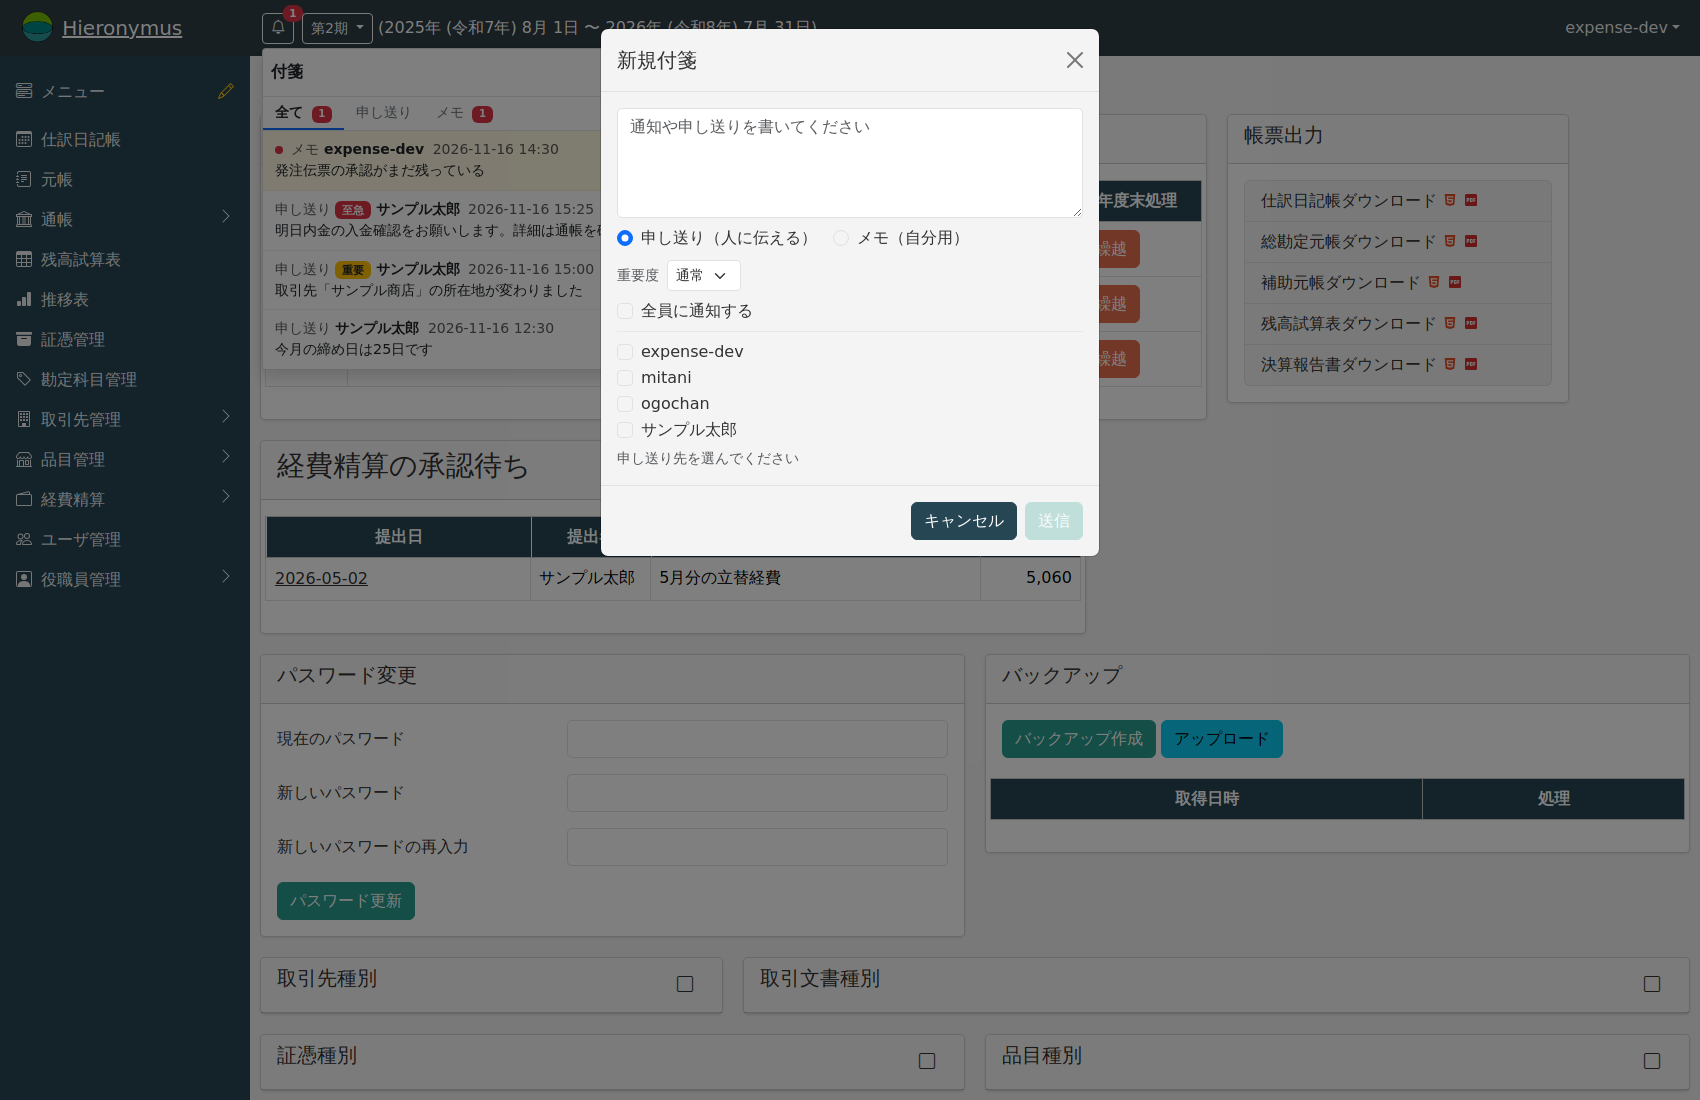 Hieronymus
1
第2期
(2025年 (令和7年) 8月 1日 〜 2026年 (令和8年) 7月 31日)
expense-dev
メニュー
仕訳日記帳
元帳
通帳
残高試算表
推移表
証憑管理
勘定科目管理
取引先管理
品目管理
経費精算
ユーザ管理
役職員管理
付箋
全て 1 申し送り メモ 1
メモ expense-dev 2026-11-16 14:30
発注伝票の承認がまだ残っている
申し送り 至急 サンプル太郎 2026-11-16 15:25
明日内金の入金確認をお願いします。詳細は通帳を
申し送り 重要 サンプル太郎 2026-11-16 15:00
取引先「サンプル商店」の所在地が変わりました
申し送り サンプル太郎 2026-11-16 12:30
今月の締め日は25日です
新規付箋
通知や申し送りを書いてください
申し送り（人に伝える） メモ（自分用）
重要度 通常
全員に通知する
expense-dev
mitani
ogochan
サンプル太郎
申し送り先を選んでください
キャンセル 送信
年度末処理
繰越
繰越
繰越
帳票出力
仕訳日記帳ダウンロード
総勘定元帳ダウンロード
補助元帳ダウンロード
残高試算表ダウンロード
決算報告書ダウンロード
経費精算の承認待ち
提出日 提出
2026-05-02 サンプル太郎 5月分の立替経費 5,060
パスワード変更
現在のパスワード
新しいパスワード
新しいパスワードの再入力
パスワード更新
バックアップ
バックアップ作成 アップロード
取得日時 処理
取引先種別
取引文書種別
証憑種別
品目種別